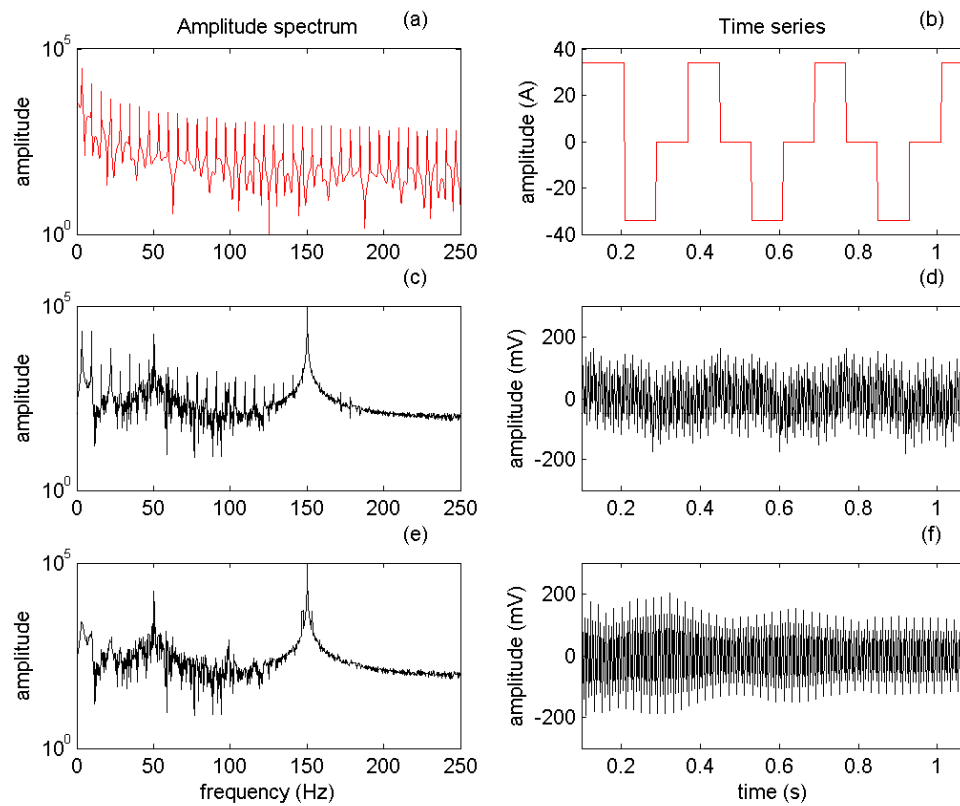 Amplitude spectrum (a)
Time series (b)
10^5
amplitude
10^0
0 50 100 150 200 250
40
20
0
-20
-40
amplitude (A)
0.2 0.4 0.6 0.8 1
(c)
10^5
amplitude
10^0
0 50 100 150 200 250
(d)
200
0
-200
amplitude (mV)
0.2 0.4 0.6 0.8 1
(e)
10^5
amplitude
10^0
0 50 100 150 200 250
frequency (Hz)
(f)
200
0
-200
amplitude (mV)
0.2 0.4 0.6 0.8 1
time (s)